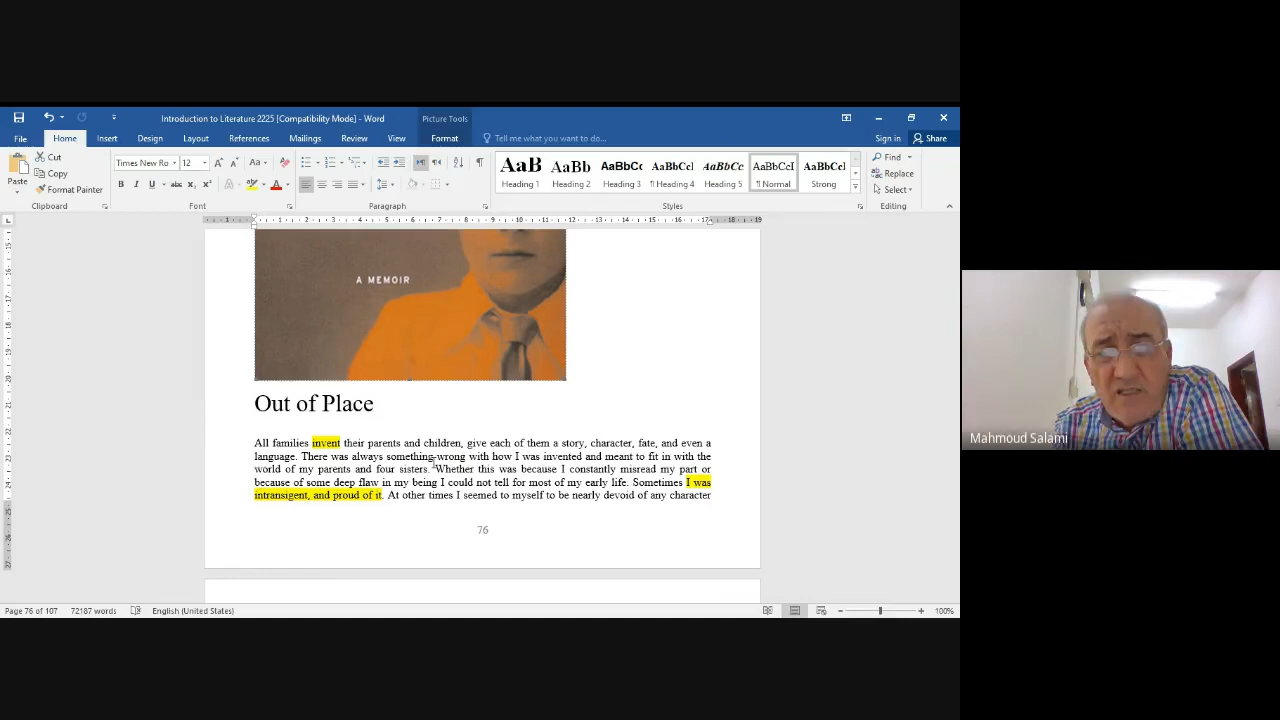 Introduction to Literature 2225 [Compatibility Mode] - Word
Picture Tools
File Home Insert Design Layout References Mailings Review View Format Tell me what you want to do... Sign in Share
Paste
Cut
Copy
Format Painter
Clipboard
Times New Ro 12
Font
Paragraph
AaB AaBb AaBbCc AaBbCcl AaBbCc AaBbCcI AaBbCcl
Heading 1 Heading 2 Heading 3 ¶ Heading 4 Heading 5 ¶ Normal Strong
Styles
Find
Replace
Select
Editing
A MEMOIR
Out of Place
All families invent their parents and children, give each of them a story, character, fate, and even a
language. There was always something wrong with how I was invented and meant to fit in with the
world of my parents and four sisters. Whether this was because I constantly misread my part or
because of some deep flaw in my being I could not tell for most of my early life. Sometimes I was
intransigent, and proud of it. At other times I seemed to myself to be nearly devoid of any character
76
Page 76 of 107 72187 words English (United States) 100%
Mahmoud Salami